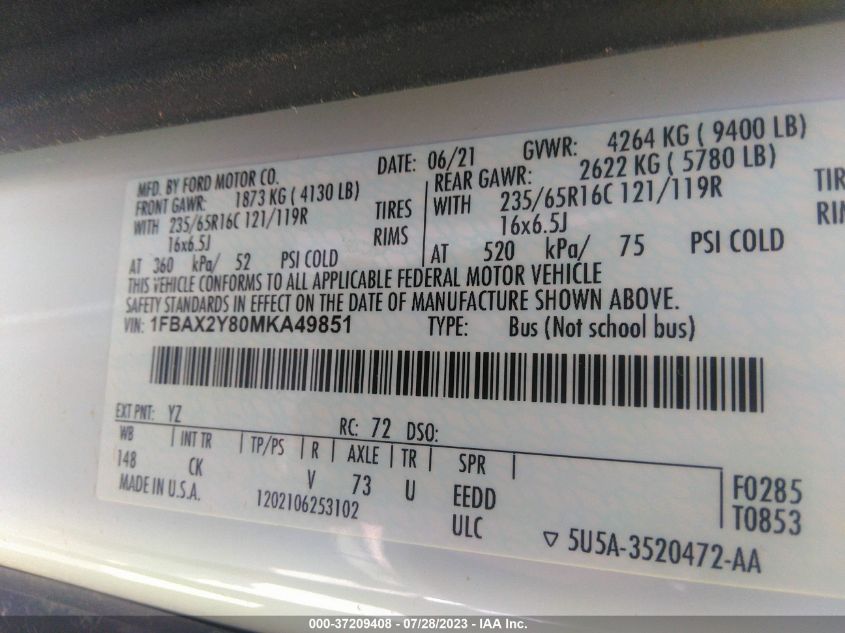 MFD. BY FORD MOTOR CO. DATE: 06/21 GVWR: 4264 KG ( 9400 LB)
FRONT GAWR: 1873 KG ( 4130 LB) REAR GAWR: 2622 KG ( 5780 LB)
WITH 235/65R16C 121/119R TIRES WITH 235/65R16C 121/119R TIR
16x6.5J RIMS 16x6.5J RIM
AT 360 kPa/ 52 PSI COLD AT 520 kPa/ 75 PSI COLD
THIS VEHICLE CONFORMS TO ALL APPLICABLE FEDERAL MOTOR VEHICLE
SAFETY STANDARDS IN EFFECT ON THE DATE OF MANUFACTURE SHOWN ABOVE.
VIN: 1FBAX2Y80MKA49851 TYPE: Bus (Not school bus)
EXT PNT: YZ RC: 72 DSO:
WB INT TR TP/PS R AXLE TR SPR
148 CK V 73 U EEDD F0285
MADE IN U.S.A. 1202106253102 ULC T0853
▽ 5U5A-3520472-AA
000-37209408 - 07/28/2023 - IAA Inc.